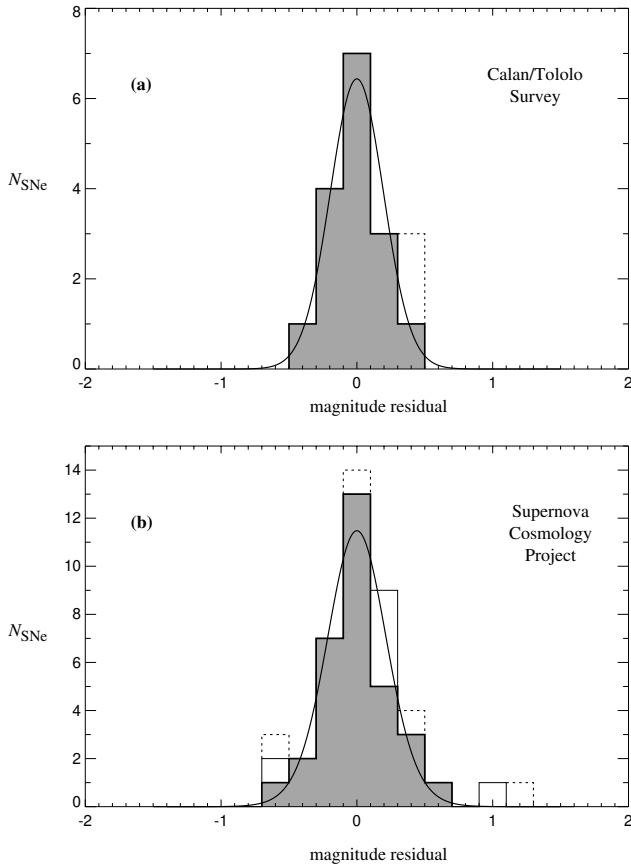 8
(a)
Calan/Tololo
Survey
6
N_SNe
4
2
0
-2 -1 0 1 2
magnitude residual
14
(b)
Supernova
Cosmology
Project
12
10
N_SNe
8
6
4
2
0
-2 -1 0 1 2
magnitude residual